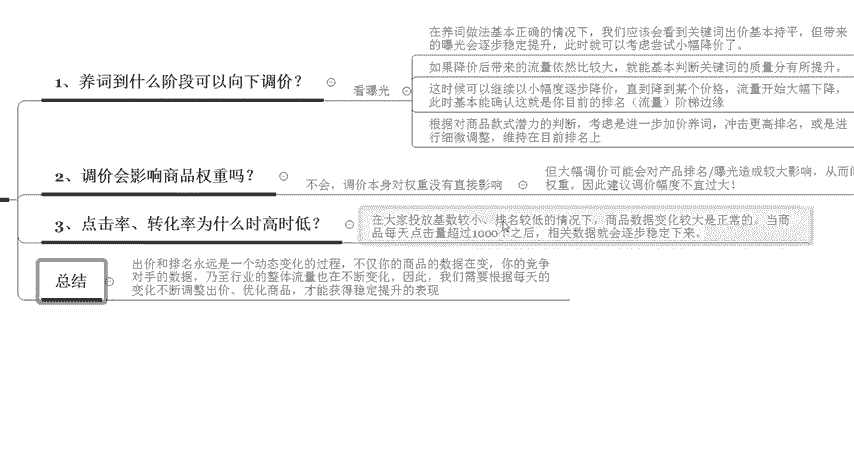 在养词做法基本正确的情况下，我们应该会看到关键词出价基本持平，但带来
的曝光会逐步稳定提升，此时就可以考虑尝试小幅降价了。
1、养词到什么阶段可以向下调价？
看曝光
如果降价后带来的流量依然比较大，就能基本判断关键词的质量分有所提升。
这时候可以继续以小幅度逐步降价，直到降到某个价格，流量开始大幅下降，
此时基本能确认这就是你目前的排名（流量）阶梯边缘
根据对商品款式潜力的判断，考虑是进一步加价养词，冲击更高排名，或是进
行细微调整，维持在目前排名上
2、调价会影响商品权重吗？
不会，调价本身对权重没有直接影响
但大幅调价可能会对产品排名/曝光造成较大影响，从而
权重。因此建议调价幅度不宜过大！
3、点击率、转化率为什么时高时低？
在大家投放基数较小、排名较低的情况下，商品数据变化较大是正常的。当商
品每天点击量超过1000个之后，相关数据就会逐步稳定下来。
总结
出价和排名永远是一个动态变化的过程，不仅你的商品的数据在变，你的竞争
对手的数据，乃至行业的整体流量也在不断变化，因此，我们需要根据每天的
变化不断调整出价、优化商品，才能获得稳定提升的表现